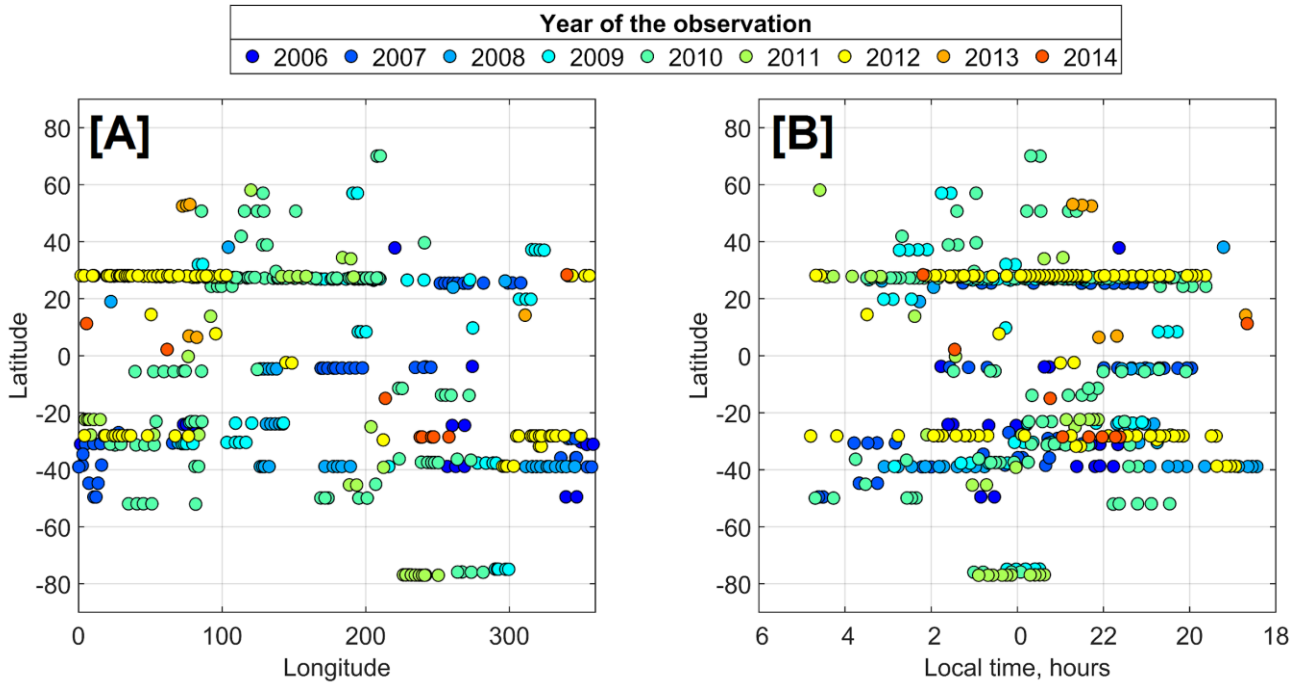 Year of the observation
2006 2007 2008 2009 2010 2011 2012 2013 2014
[A]
80
60
40
20
0
-20
-40
-60
-80
Latitude
0 100 200 300
Longitude
[B]
80
60
40
20
0
-20
-40
-60
-80
Latitude
6 4 2 0 22 20 18
Local time, hours